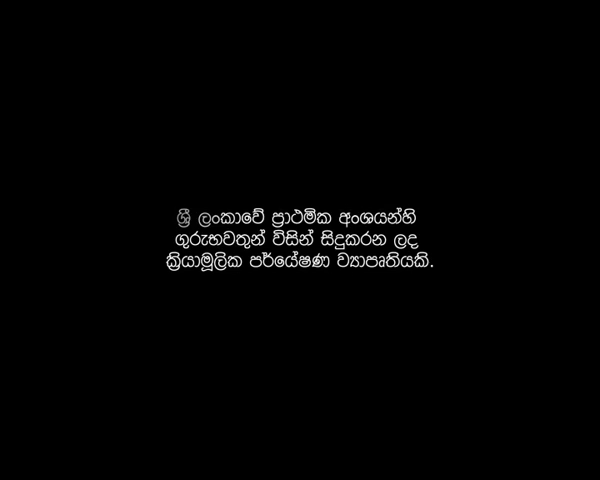 ශ්‍රී ලංකාවේ ප්‍රාථමික අංශයන්හි
ගුරුභවතුන් විසින් සිදුකරන ලද
ක්‍රියාමූලික පර්යේෂණ ව්‍යාපෘතියකි.